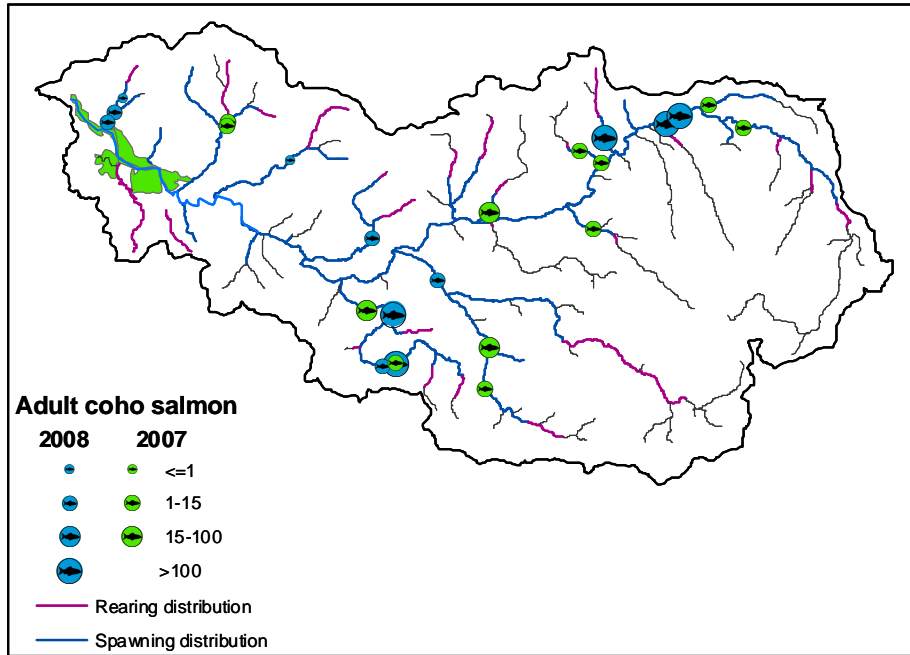 Adult coho salmon
2008 2007
<=1
1-15
15-100
>100
Rearing distribution
Spawning distribution